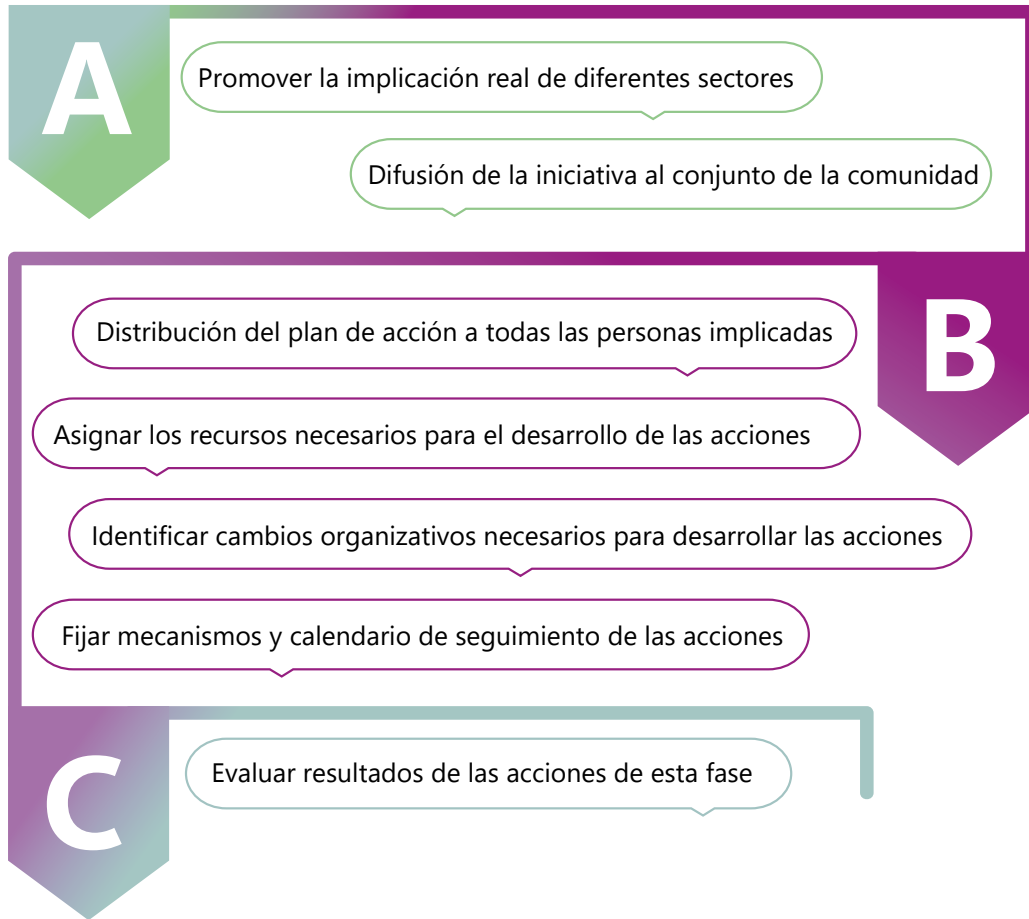 A
Promover la implicación real de diferentes sectores
Difusión de la iniciativa al conjunto de la comunidad
B
Distribución del plan de acción a todas las personas implicadas
Asignar los recursos necesarios para el desarrollo de las acciones
Identificar cambios organizativos necesarios para desarrollar las acciones
Fijar mecanismos y calendario de seguimiento de las acciones
C
Evaluar resultados de las acciones de esta fase